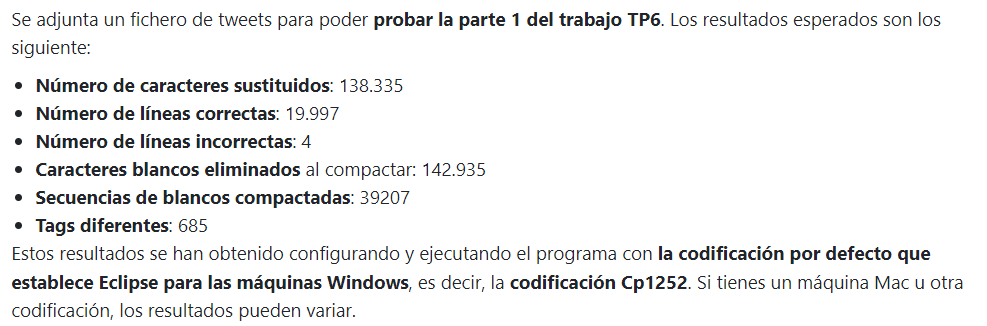 Se adjunta un fichero de tweets para poder probar la parte 1 del trabajo TP6. Los resultados esperados son los
siguiente:
• Número de caracteres sustituidos: 138.335
• Número de líneas correctas: 19.997
• Número de líneas incorrectas: 4
• Caracteres blancos eliminados al compactar: 142.935
• Secuencias de blancos compactadas: 39207
• Tags diferentes: 685
Estos resultados se han obtenido configurando y ejecutando el programa con la codificación por defecto que
establece Eclipse para las máquinas Windows, es decir, la codificación Cp1252. Si tienes un máquina Mac u otra
codificación, los resultados pueden variar.